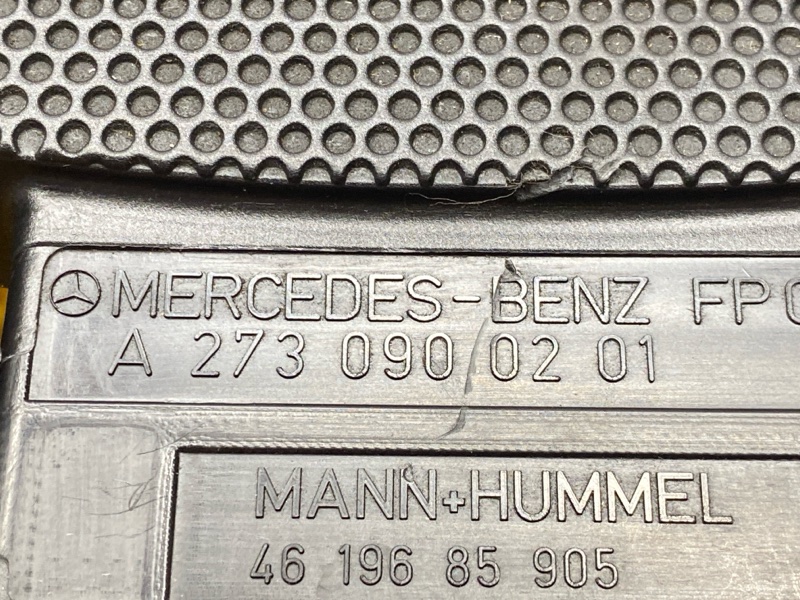 MERCEDES-BENZ FP
A 273 090 02 01
MANN+HUMMEL
46 196 85 905